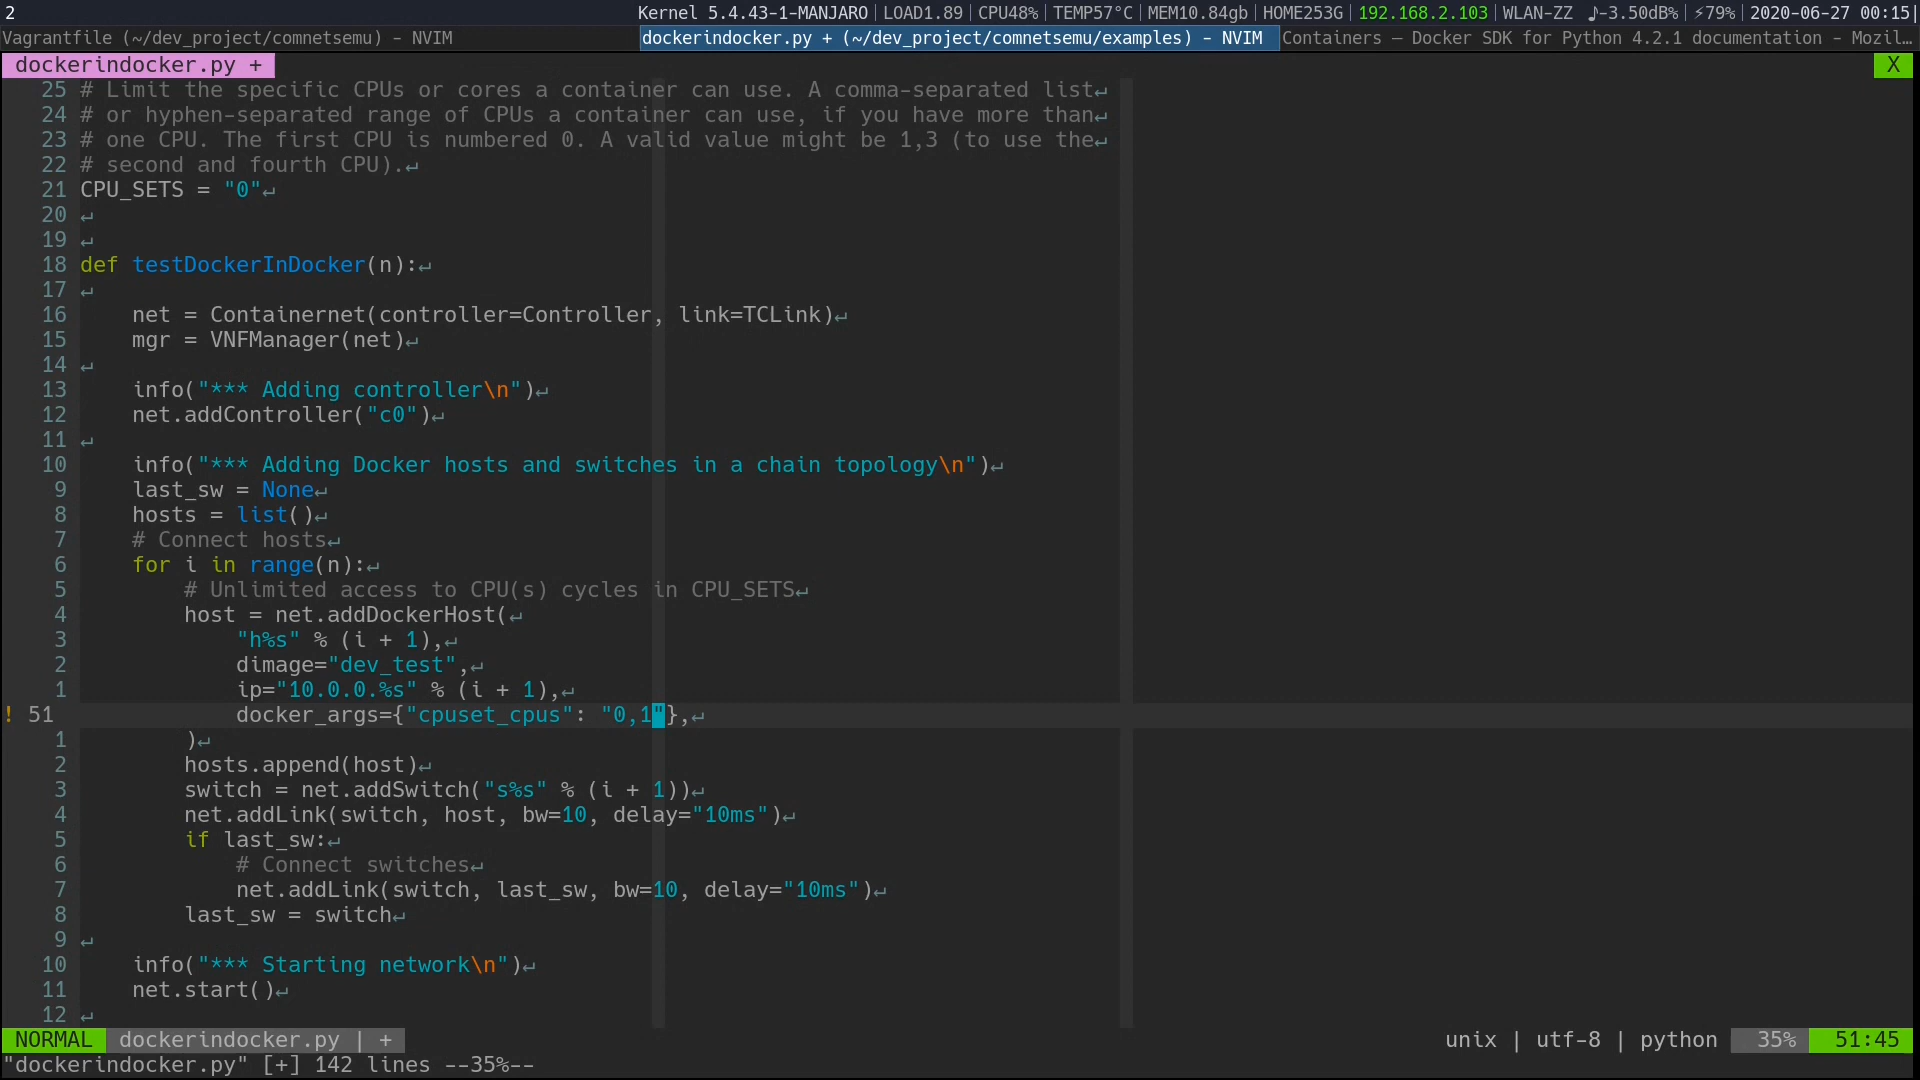 2 Kernel 5.4.43-1-MANJARO|LOAD1.89|CPU48%|TEMP57°C|MEM10.84gb|HOME253G|192.168.2.103|WLAN-ZZ ♪-3.50dB%|⚡79%|2020-06-27 00:15|
Vagrantfile (~/dev_project/comnetsemu) - NVIM dockerindocker.py + (~/dev_project/comnetsemu/examples) - NVIM Containers — Docker SDK for Python 4.2.1 documentation - Mozil…
dockerindocker.py + X
25 # Limit the specific CPUs or cores a container can use. A comma-separated list↵
24 # or hyphen-separated range of CPUs a container can use, if you have more than↵
23 # one CPU. The first CPU is numbered 0. A valid value might be 1,3 (to use the↵
22 # second and fourth CPU).↵
21 CPU_SETS = "0"↵
20 ↵
19 ↵
18 def testDockerInDocker(n):↵
17 ↵
16     net = Containernet(controller=Controller, link=TCLink)↵
15     mgr = VNFManager(net)↵
14 ↵
13     info("*** Adding controller\n")↵
12     net.addController("c0")↵
11 ↵
10     info("*** Adding Docker hosts and switches in a chain topology\n")↵
9     last_sw = None↵
8     hosts = list()↵
7     # Connect hosts↵
6     for i in range(n):↵
5         # Unlimited access to CPU(s) cycles in CPU_SETS↵
4         host = net.addDockerHost(↵
3             "h%s" % (i + 1),↵
2             dimage="dev_test",↵
1             ip="10.0.0.%s" % (i + 1),↵
! 51             docker_args={"cpuset_cpus": "0,1"},↵
1         )↵
2         hosts.append(host)↵
3         switch = net.addSwitch("s%s" % (i + 1))↵
4         net.addLink(switch, host, bw=10, delay="10ms")↵
5         if last_sw:↵
6             # Connect switches↵
7             net.addLink(switch, last_sw, bw=10, delay="10ms")↵
8         last_sw = switch↵
9 ↵
10     info("*** Starting network\n")↵
11     net.start()↵
12 ↵
NORMAL dockerindocker.py | + unix | utf-8 | python 35% 51:45
"dockerindocker.py" [+] 142 lines --35%--